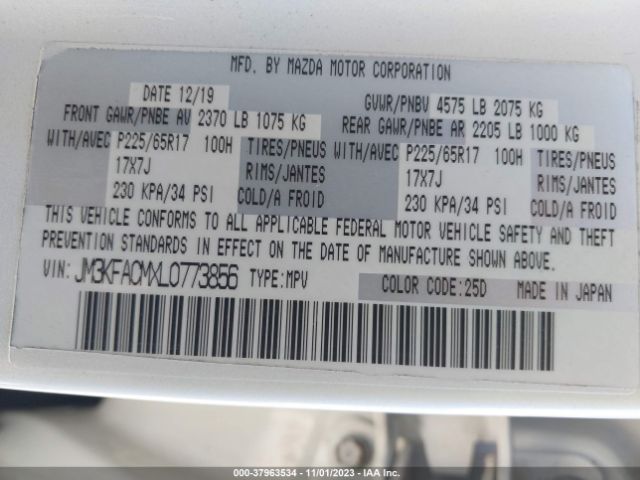 MFD. BY MAZDA MOTOR CORPORATION
DATE 12/19 GVWR/PNBV 4575 LB 2075 KG
FRONT GAWR/PNBE AV 2370 LB 1075 KG REAR GAWR/PNBE AR 2205 LB 1000 KG
WITH/AVEC P225/65R17 100H TIRES/PNEUS WITH/AVEC P225/65R17 100H TIRES/PNEUS
17X7J RIMS/JANTES 17X7J RIMS/JANTES
230 KPA/34 PSI COLD/A FROID 230 KPA/34 PSI COLD/A FROID
THIS VEHICLE CONFORMS TO ALL APPLICABLE FEDERAL MOTOR VEHICLE SAFETY AND THEFT
PREVENTION STANDARDS IN EFFECT ON THE DATE OF MANUFACTURE SHOWN ABOVE.
VIN: JM3KFACMXL0773856 TYPE:MPV COLOR CODE:25D MADE IN JAPAN
000-37963534 - 11/01/2023 - IAA Inc.